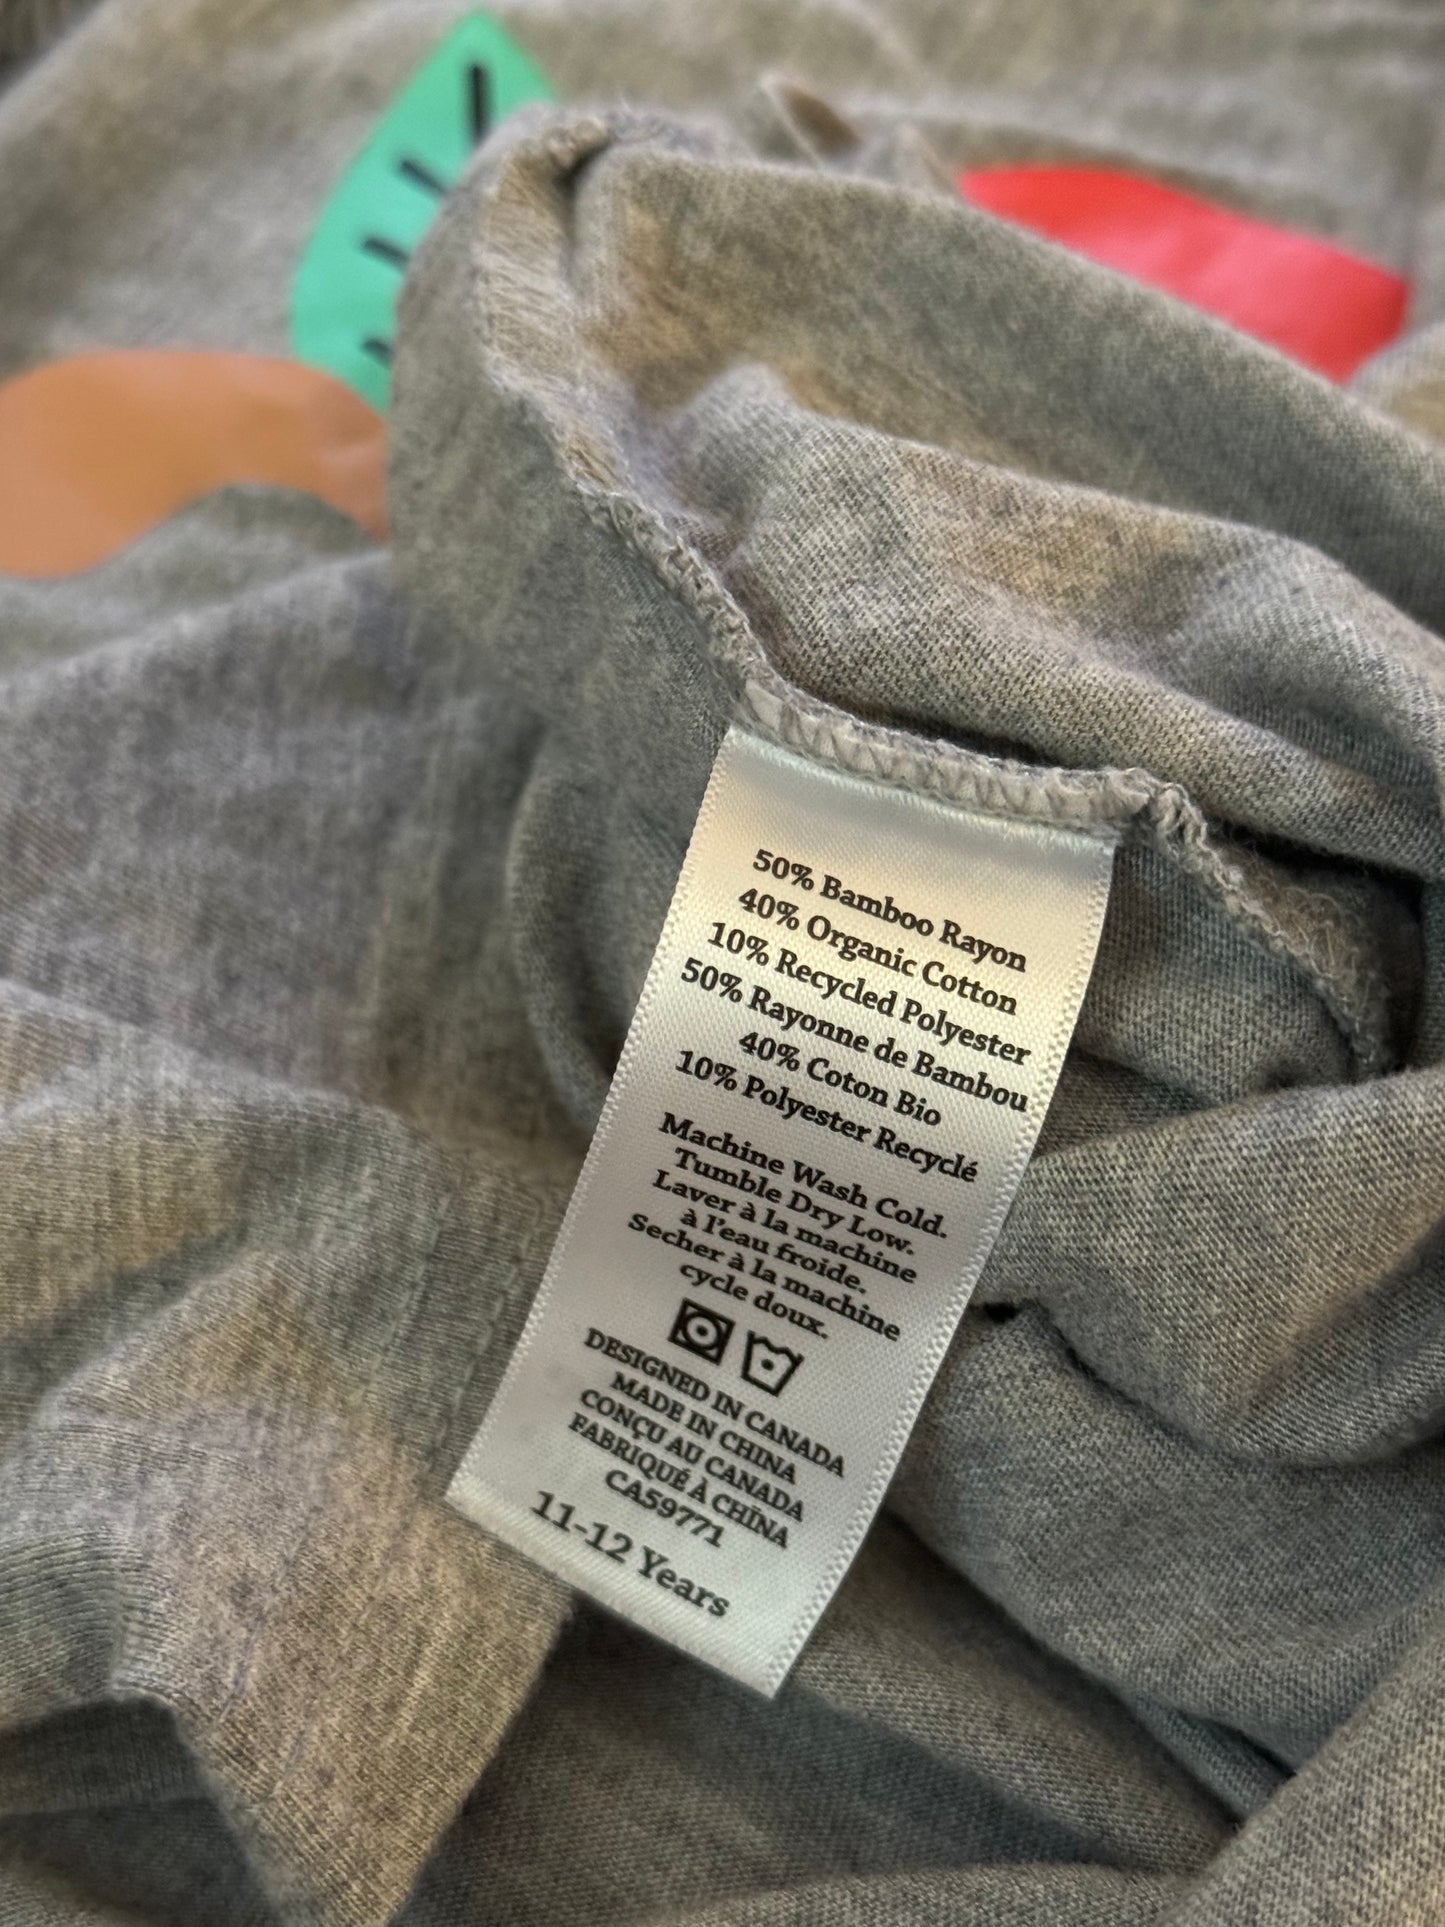 50% Bamboo Rayon
40% Organic Cotton
10% Recycled Polyester
50% Rayonne de Bambou
40% Coton Bio
10% Polyester Recyclé
Machine Wash Cold.
Tumble Dry Low.
Laver à la machine
à l'eau froide.
Secher à la machine
cycle doux.
DESIGNED IN CANADA
MADE IN CHINA
CONÇU AU CANADA
FABRIQUÉ À CHÏNA
CA59771
11-12 Years